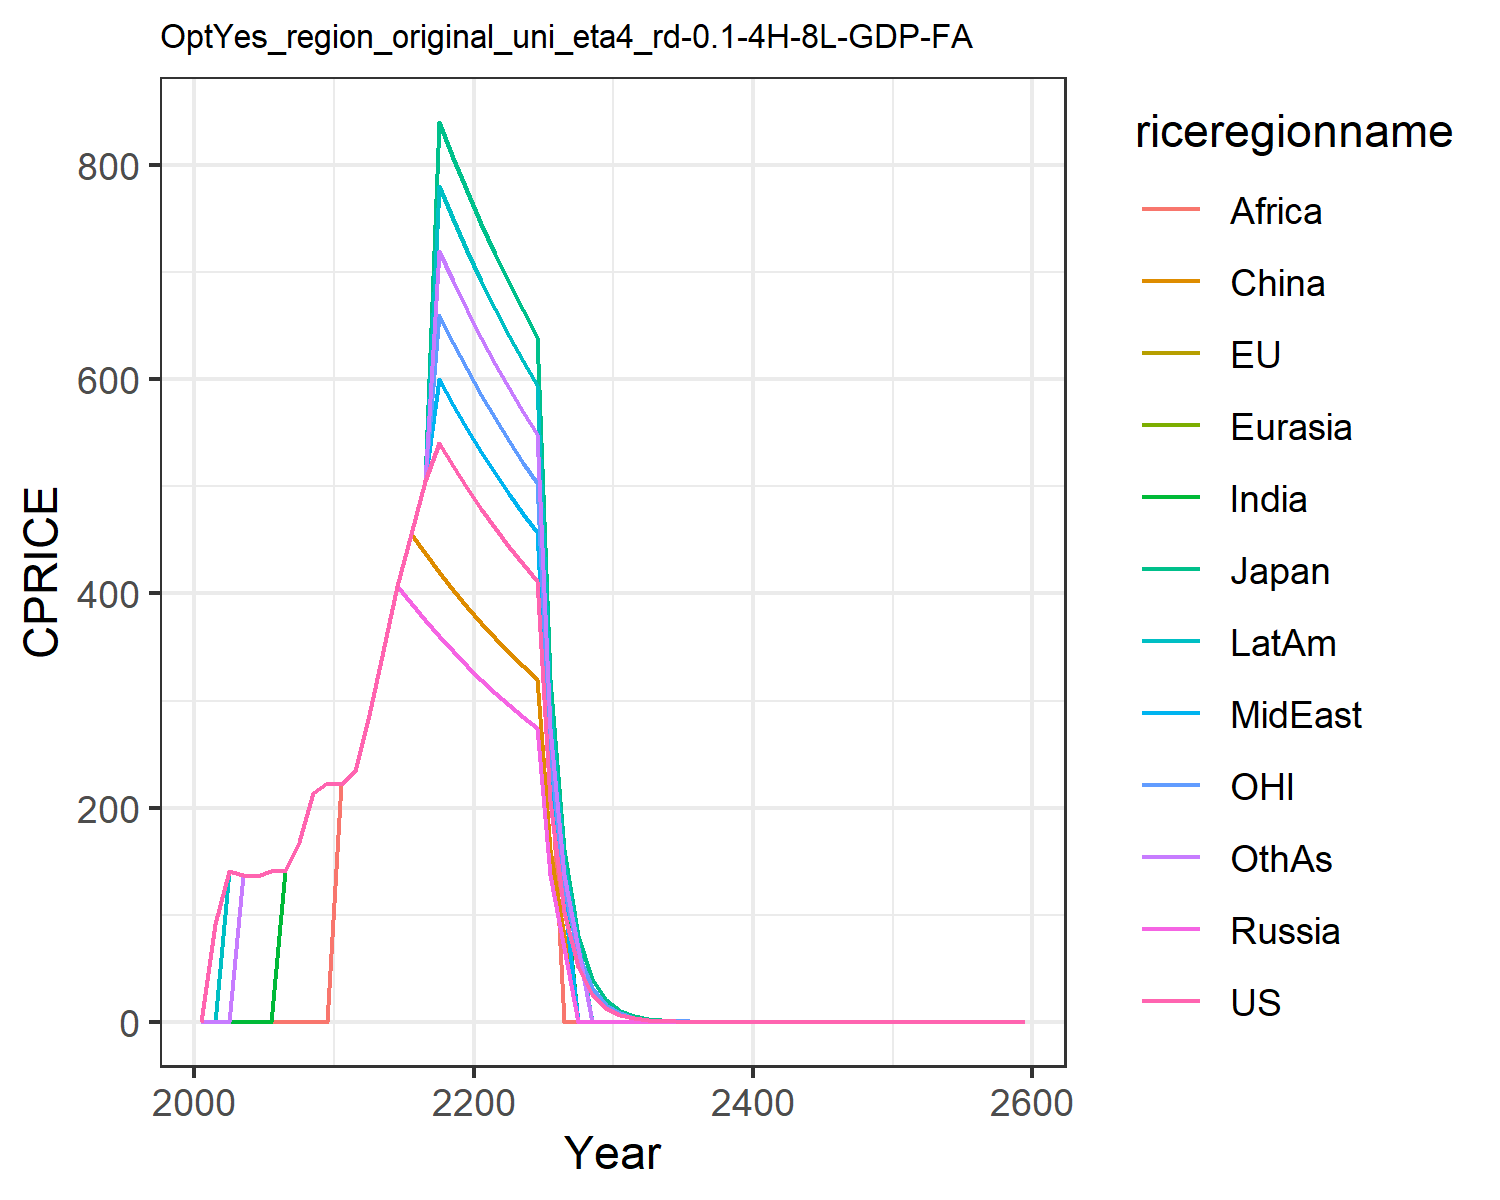 OptYes_region_original_uni_eta4_rd-0.1-4H-8L-GDP-FA
riceregionname
Africa
China
EU
Eurasia
India
Japan
LatAm
MidEast
OHI
OthAs
Russia
US
CPRICE
800
600
400
200
0
2000 2200 2400 2600
Year